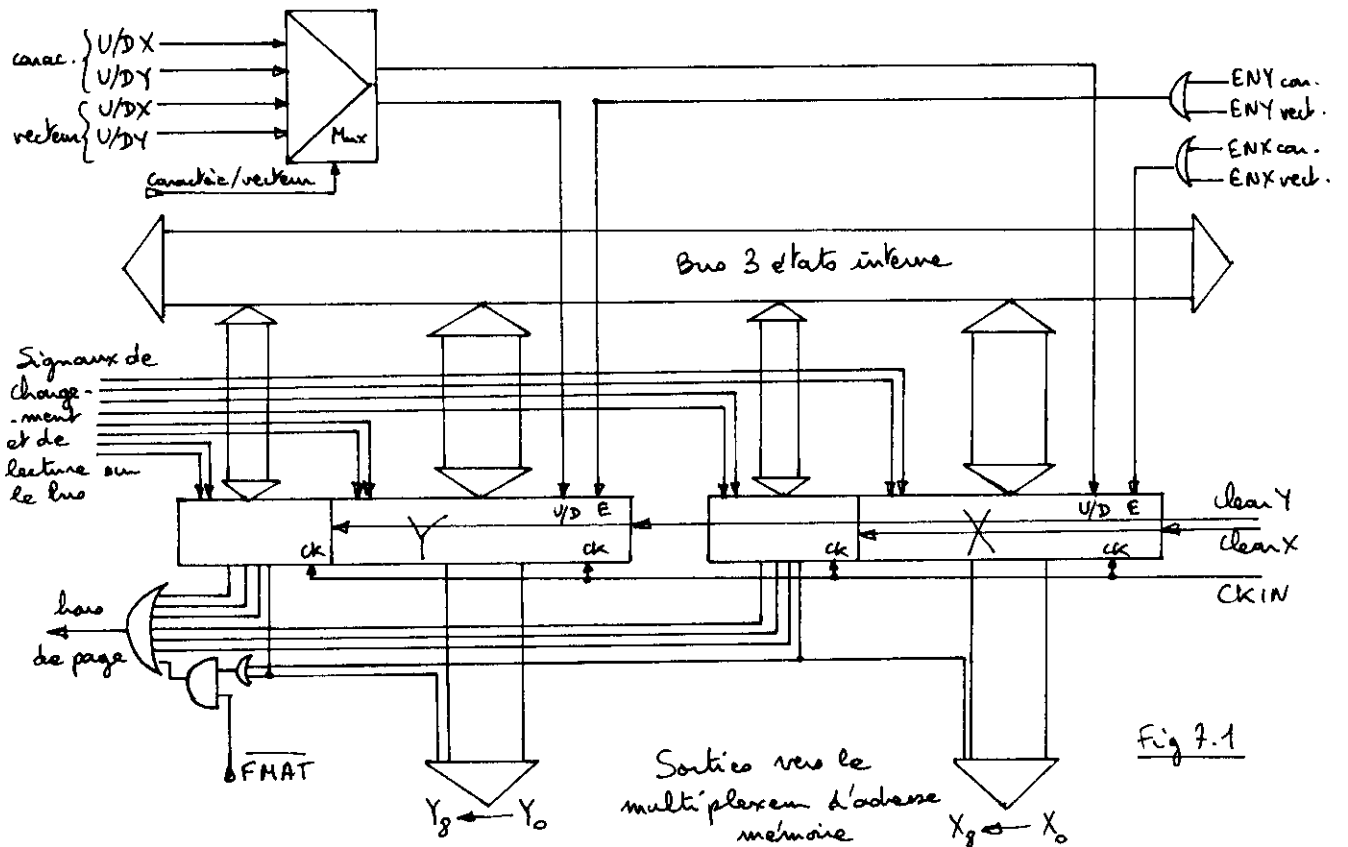 carac.
U/DX
U/DY
vecteur
U/DX
U/DY
Mux
caractère/vecteur
ENY car.
ENY vect.
ENX car.
ENX vect.
Bus 3 états interne
Signaux de
charge-
-ment
et de
lecture sur
le bus
U/D E
Y
CK
CK
U/D E
X
CK
CK
Clear Y
Clear X
CKIN
hors
de page
FMAT
Y8 ← Y0
Sorties vers le
multiplexeur d'adresse
mémoire
X8 ← X0
Fig 7.1